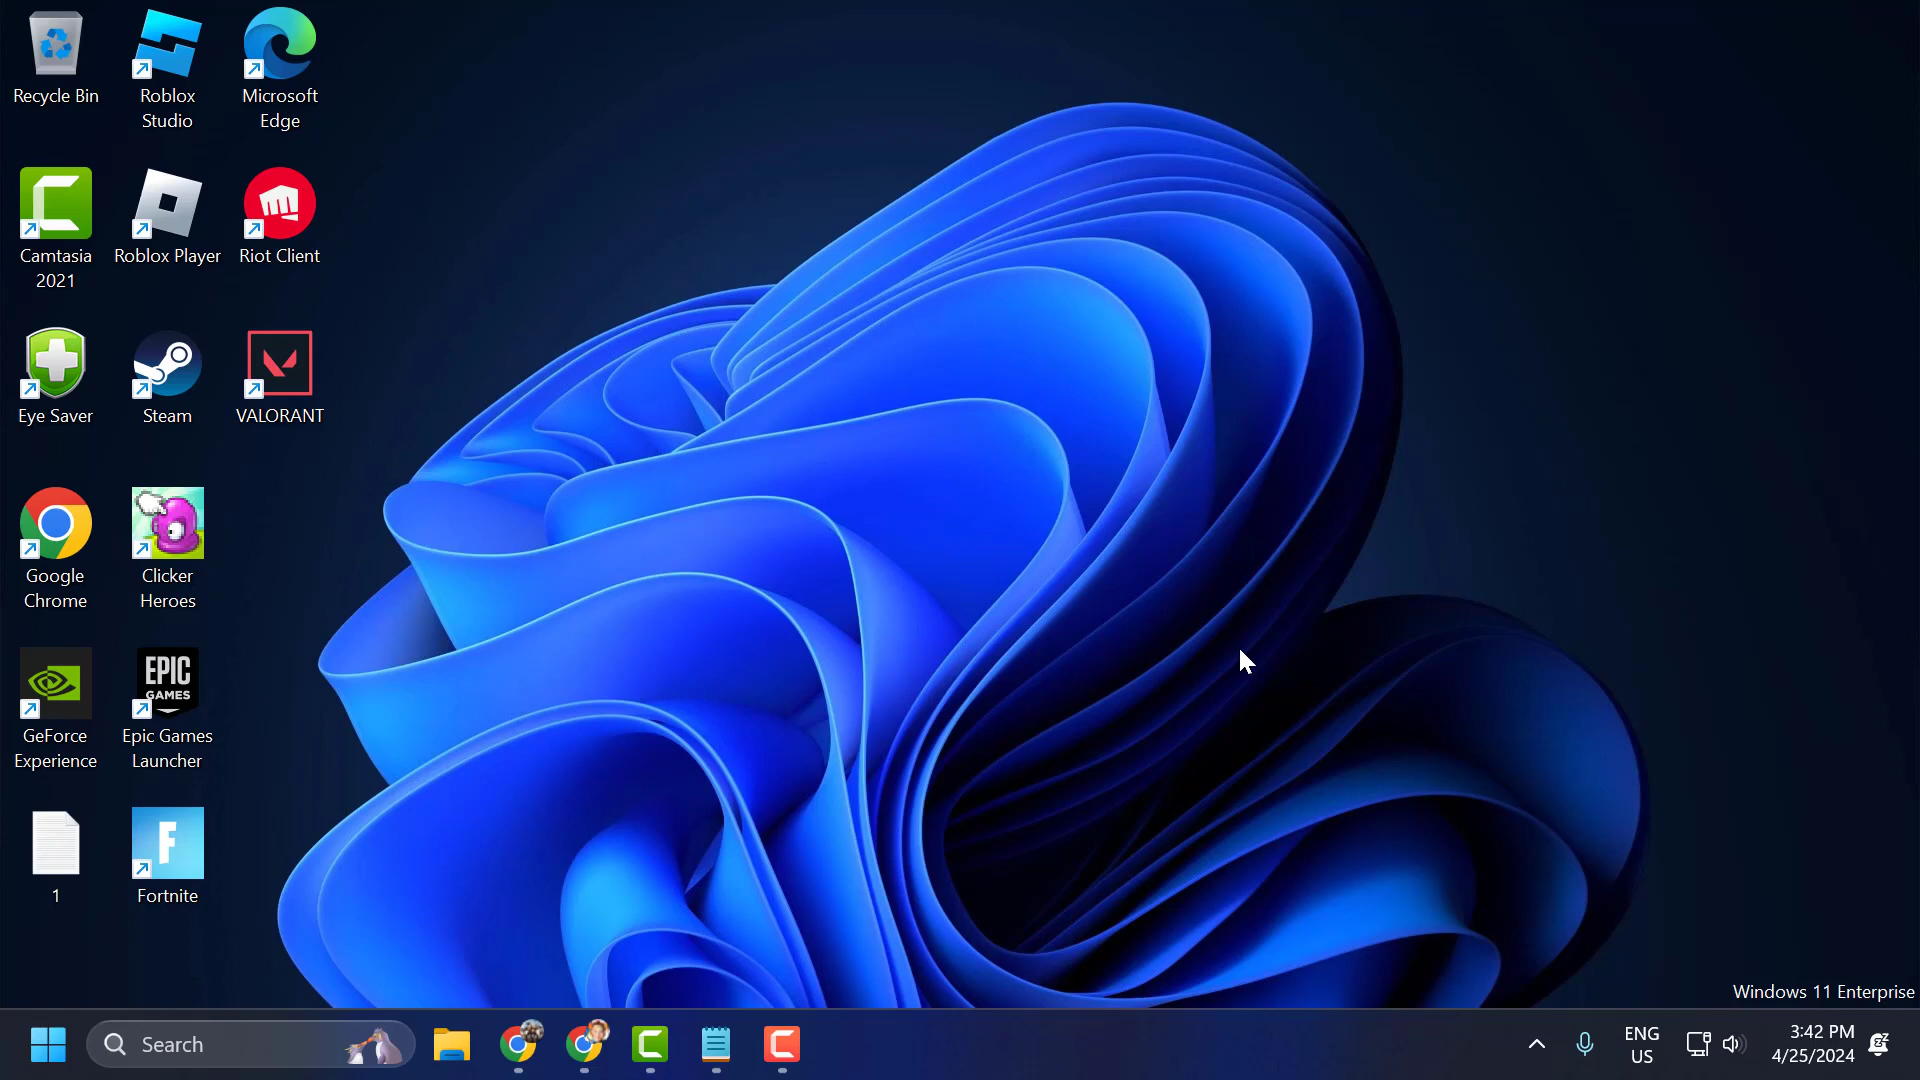 Recycle Bin
Roblox
Studio
Microsoft
Edge
Camtasia
2021
Roblox Player
Riot Client
Eye Saver
Steam
VALORANT
Google
Chrome
Clicker
Heroes
GeForce
Experience
EPIC
GAMES
Epic Games
Launcher
1
F
Fortnite
Windows 11 Enterprise
Search
ENG
US
3:42 PM
4/25/2024